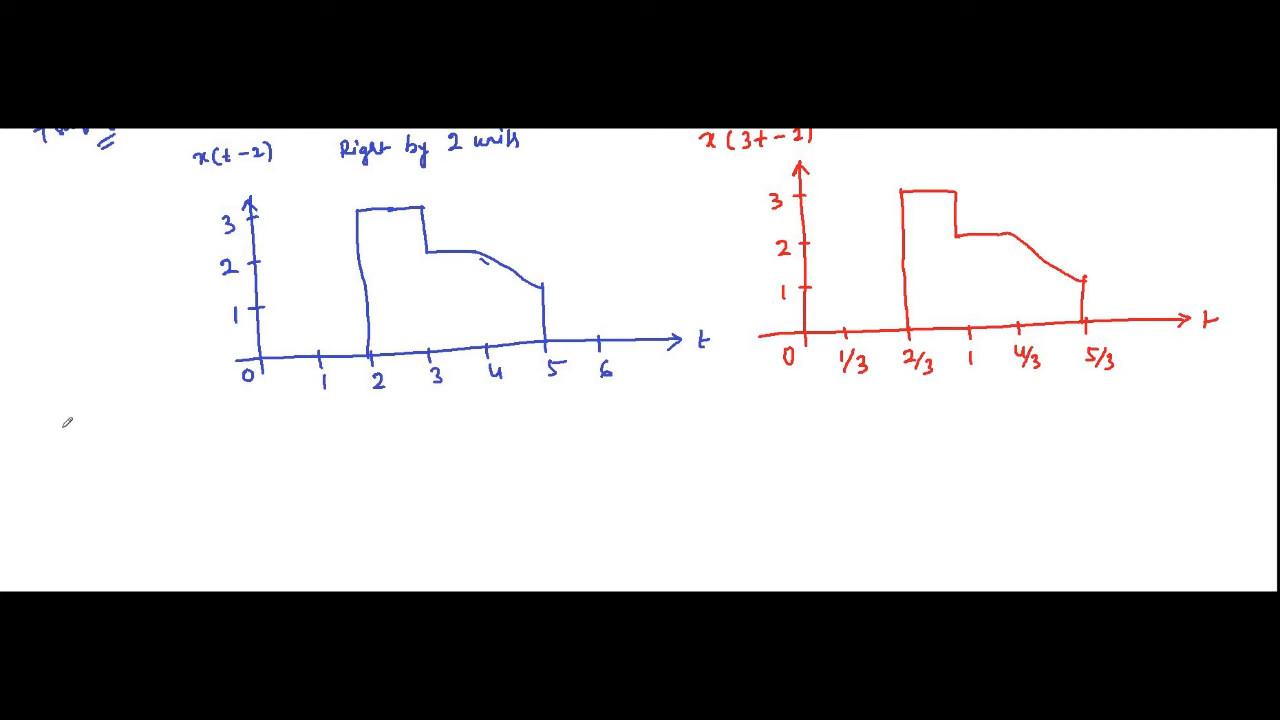 x(t-2) Right by 2 units
3
2
1
0 1 2 3 4 5 6 t
x(3t-2)
3
2
1
0 1/3 2/3 1 4/3 5/3 t